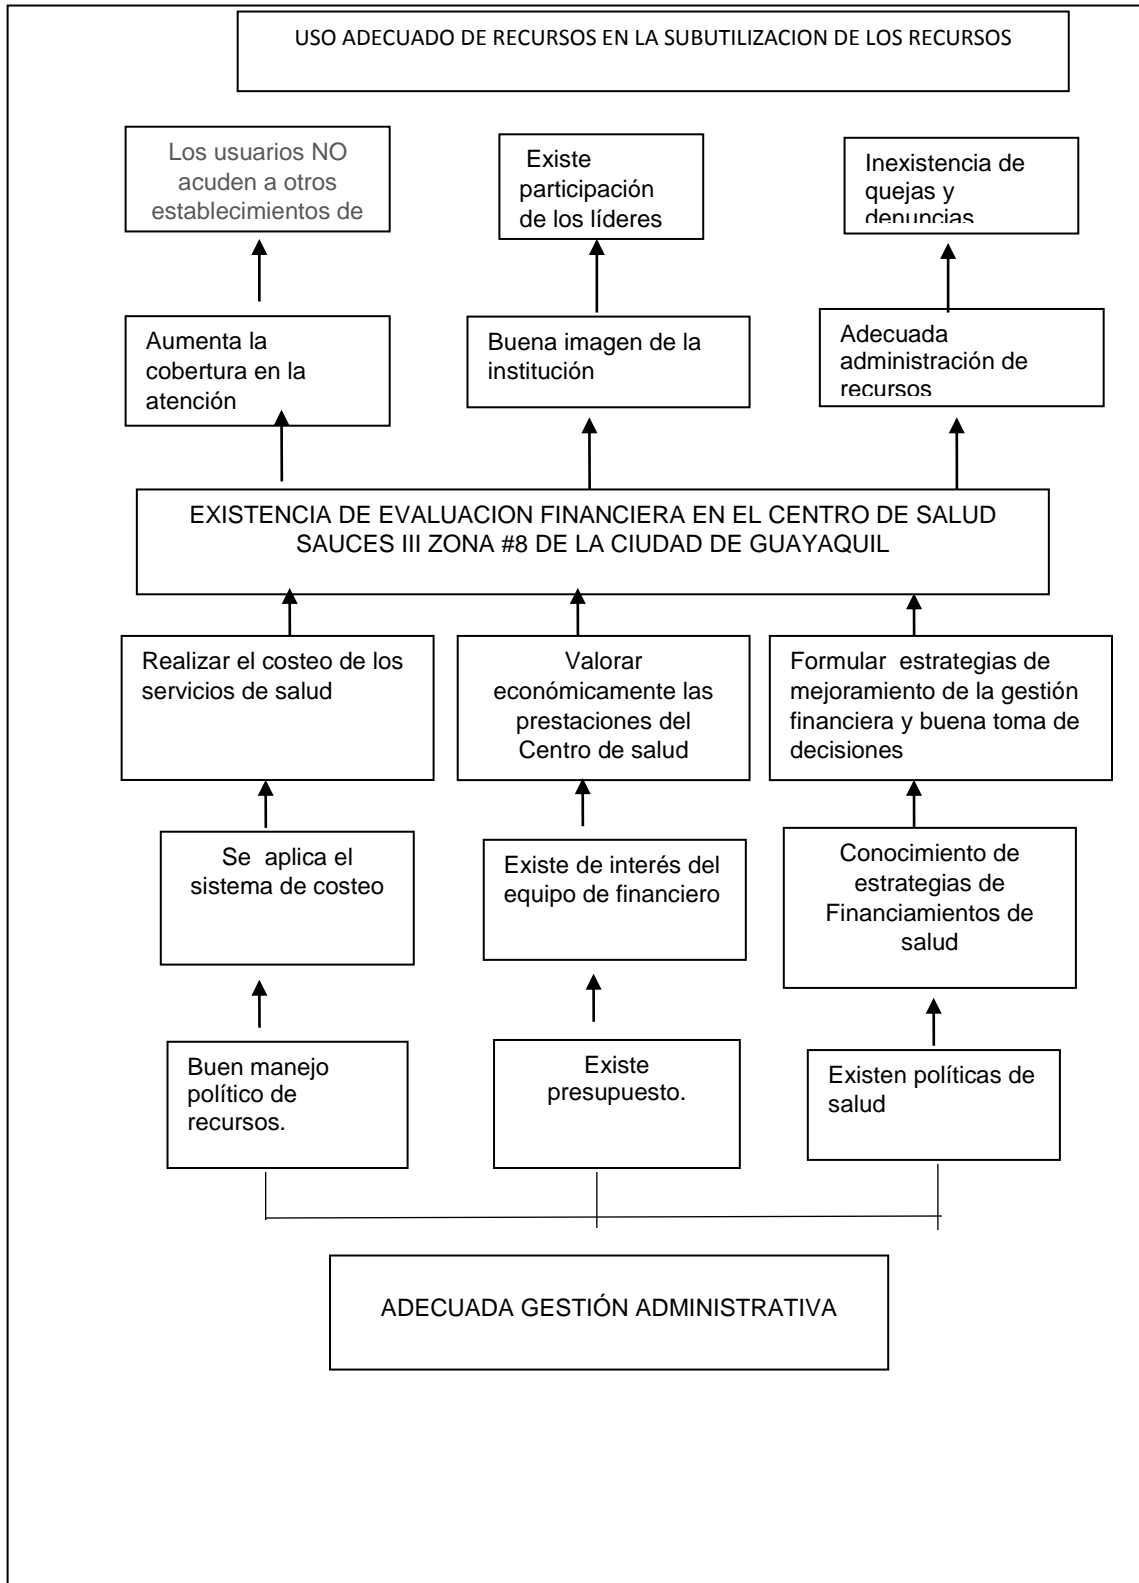 USO ADECUADO DE RECURSOS EN LA SUBUTILIZACION DE LOS RECURSOS
Los usuarios NO
acuden a otros
establecimientos de
Existe
participación
de los líderes
Inexistencia de
quejas y
denuncias
Aumenta la
cobertura en la
atención
Buena imagen de la
institución
Adecuada
administración de
recursos
EXISTENCIA DE EVALUACION FINANCIERA EN EL CENTRO DE SALUD
SAUCES III ZONA #8 DE LA CIUDAD DE GUAYAQUIL
Realizar el costeo de los
servicios de salud
Valorar
económicamente las
prestaciones del
Centro de salud
Formular estrategias de
mejoramiento de la gestión
financiera y buena toma de
decisiones
Se aplica el
sistema de costeo
Existe de interés del
equipo de financiero
Conocimiento de
estrategias de
Financiamientos de
salud
Buen manejo
político de
recursos.
Existe
presupuesto.
Existen políticas de
salud
ADECUADA GESTIÓN ADMINISTRATIVA